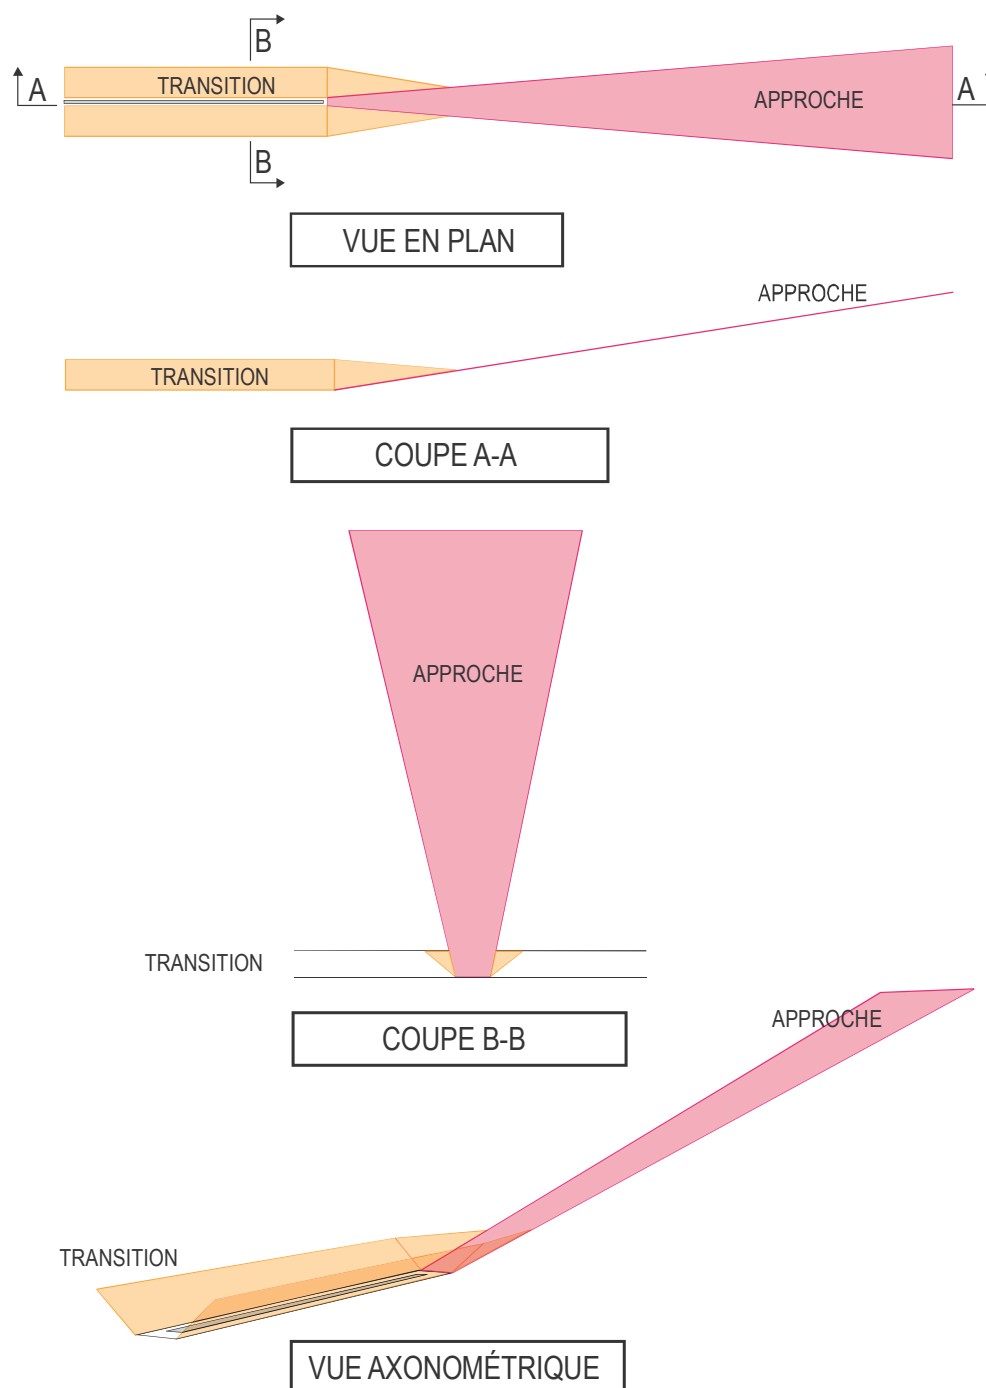 B
TRANSITION
A
APPROCHE
A
B
VUE EN PLAN
APPROCHE
TRANSITION
COUPE A-A
APPROCHE
TRANSITION
COUPE B-B
APPROCHE
TRANSITION
VUE AXONOMÉTRIQUE